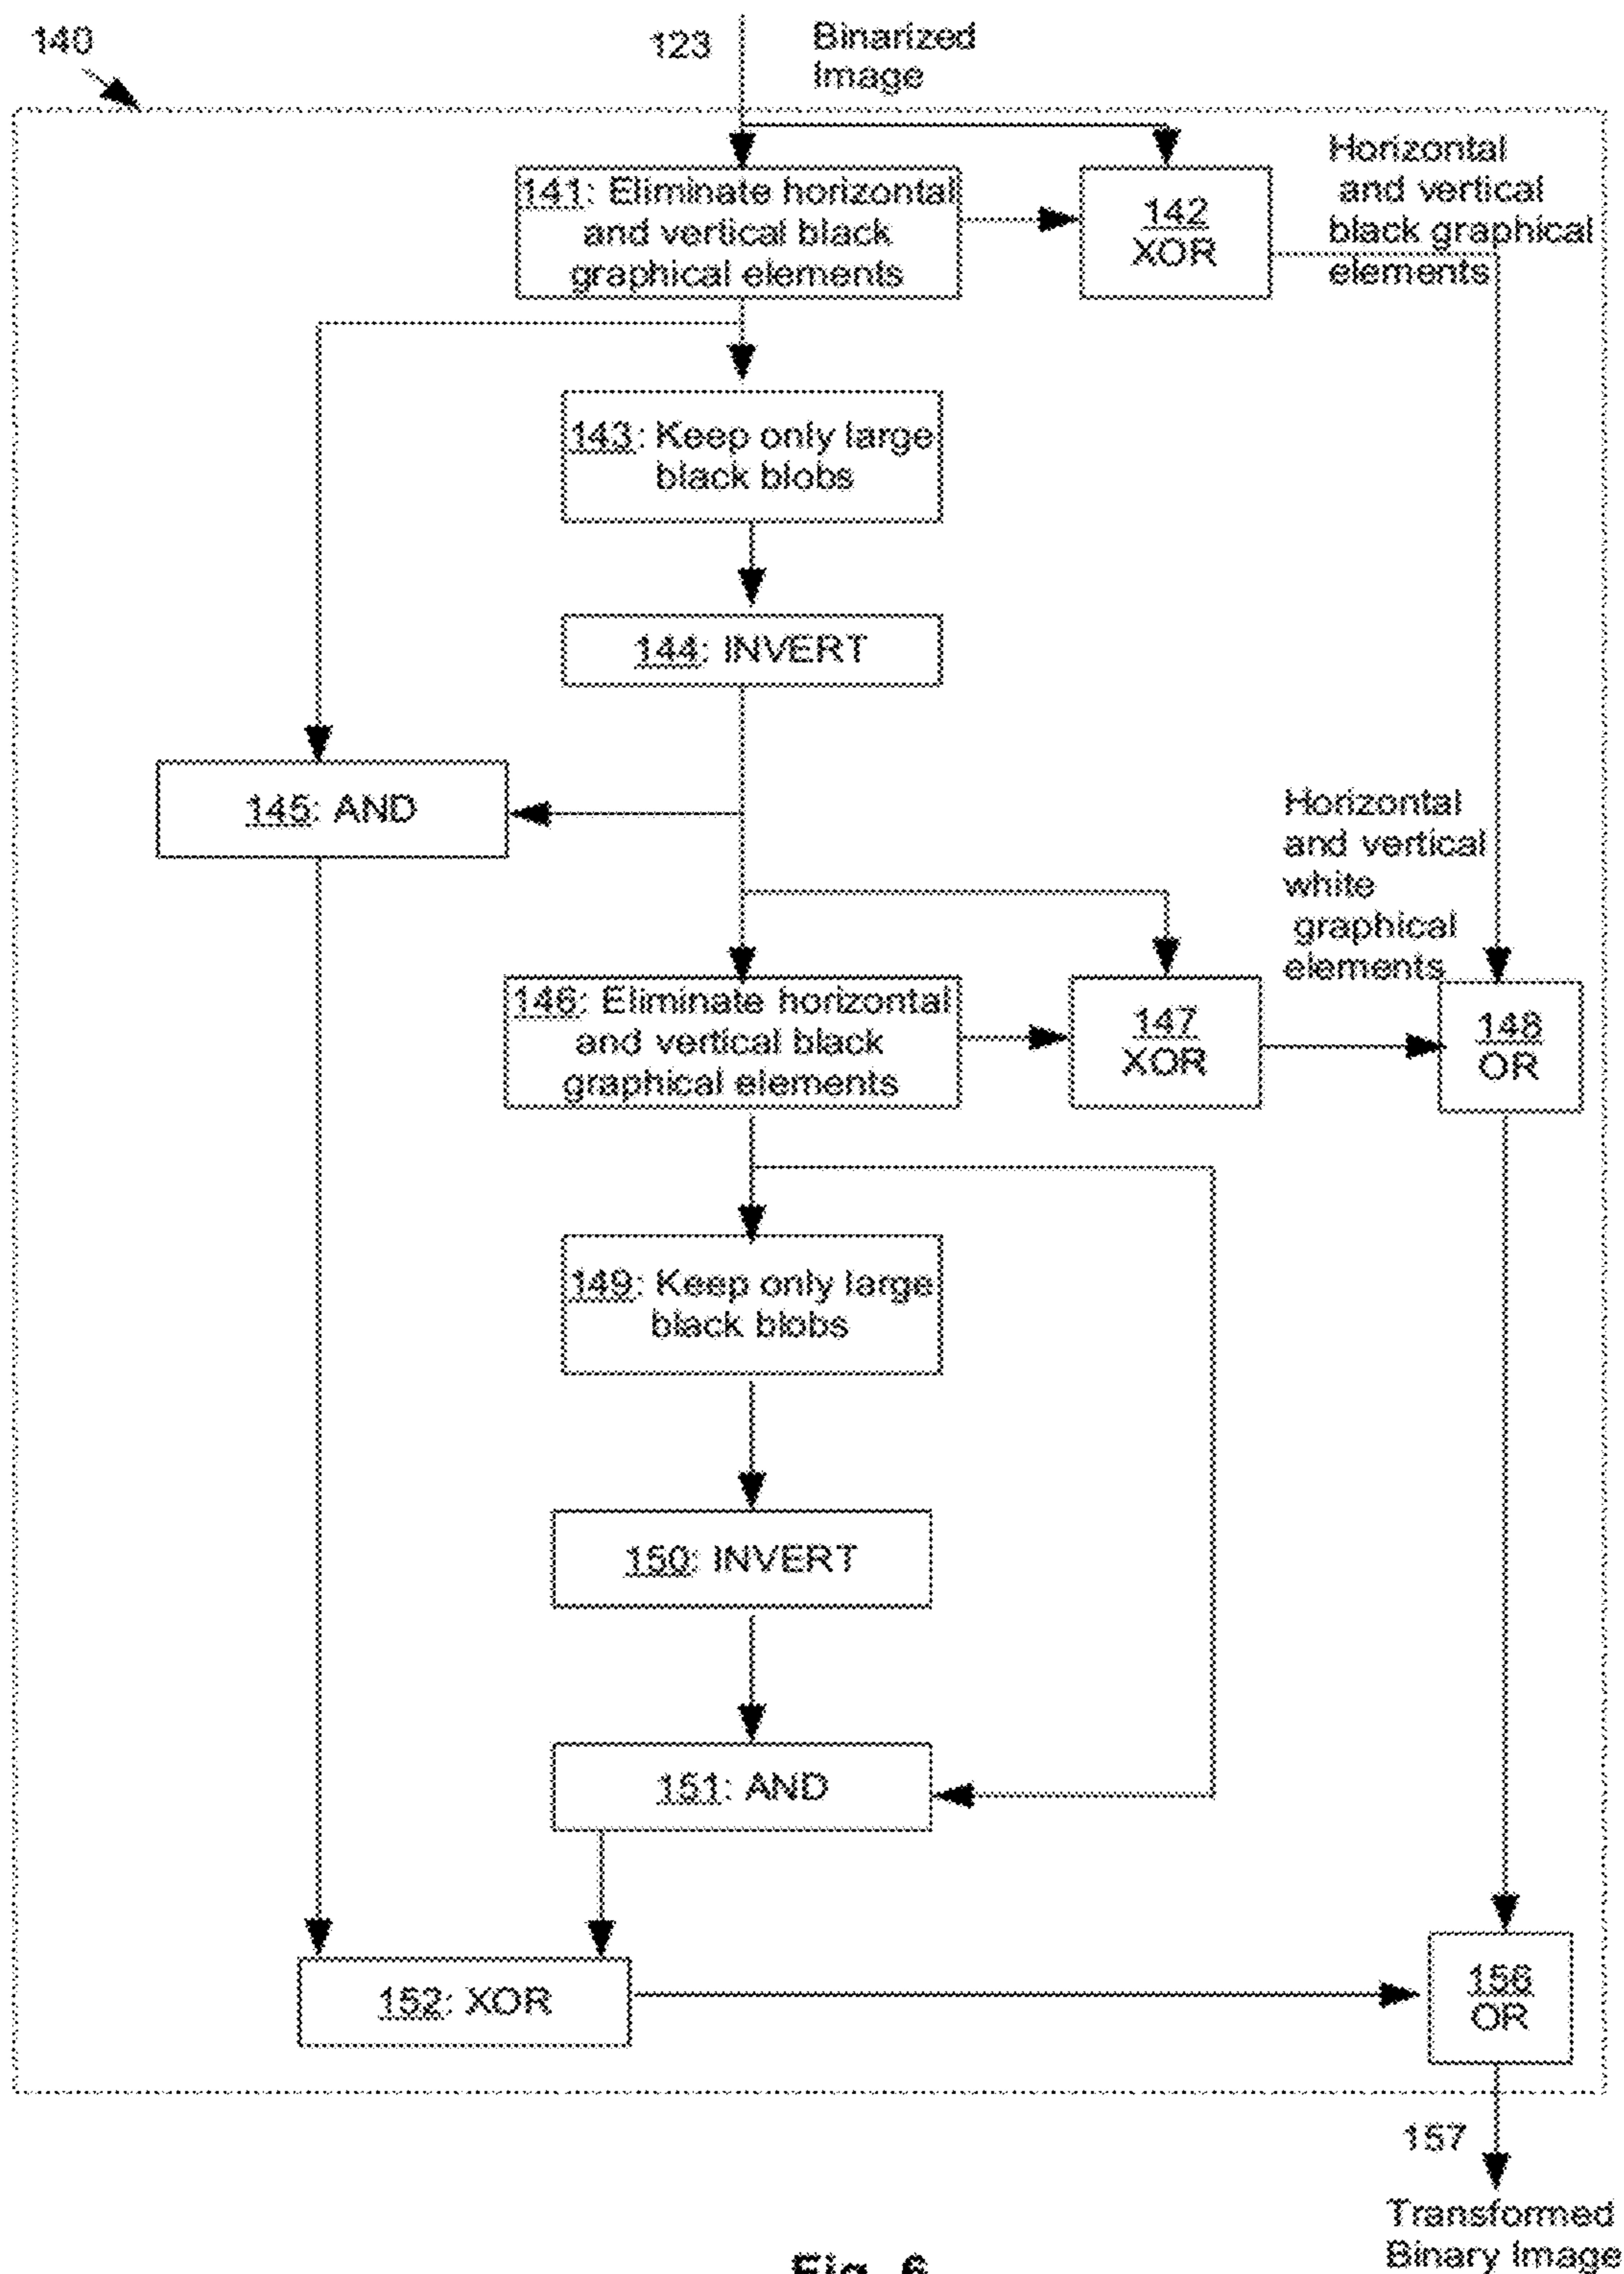 140
123
Binarized
Image
141: Eliminate horizontal
and vertical black
graphical elements
142
XOR
Horizontal
and vertical
black graphical
elements
143: Keep only large
black blobs
144: INVERT
145: AND
Horizontal
and vertical
white
graphical
elements
146: Eliminate horizontal
and vertical black
graphical elements
147
XOR
148
OR
149: Keep only large
black blobs
150: INVERT
151: AND
152: XOR
156
OR
157
Transformed
Binary Image
Fig. 6